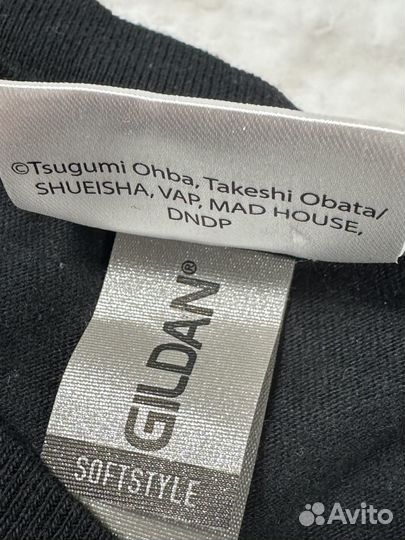 ©Tsugumi Ohba, Takeshi Obata/
SHUEISHA, VAP, MAD HOUSE,
DNDP
GILDAN®
SOFTSTYLE
Avito